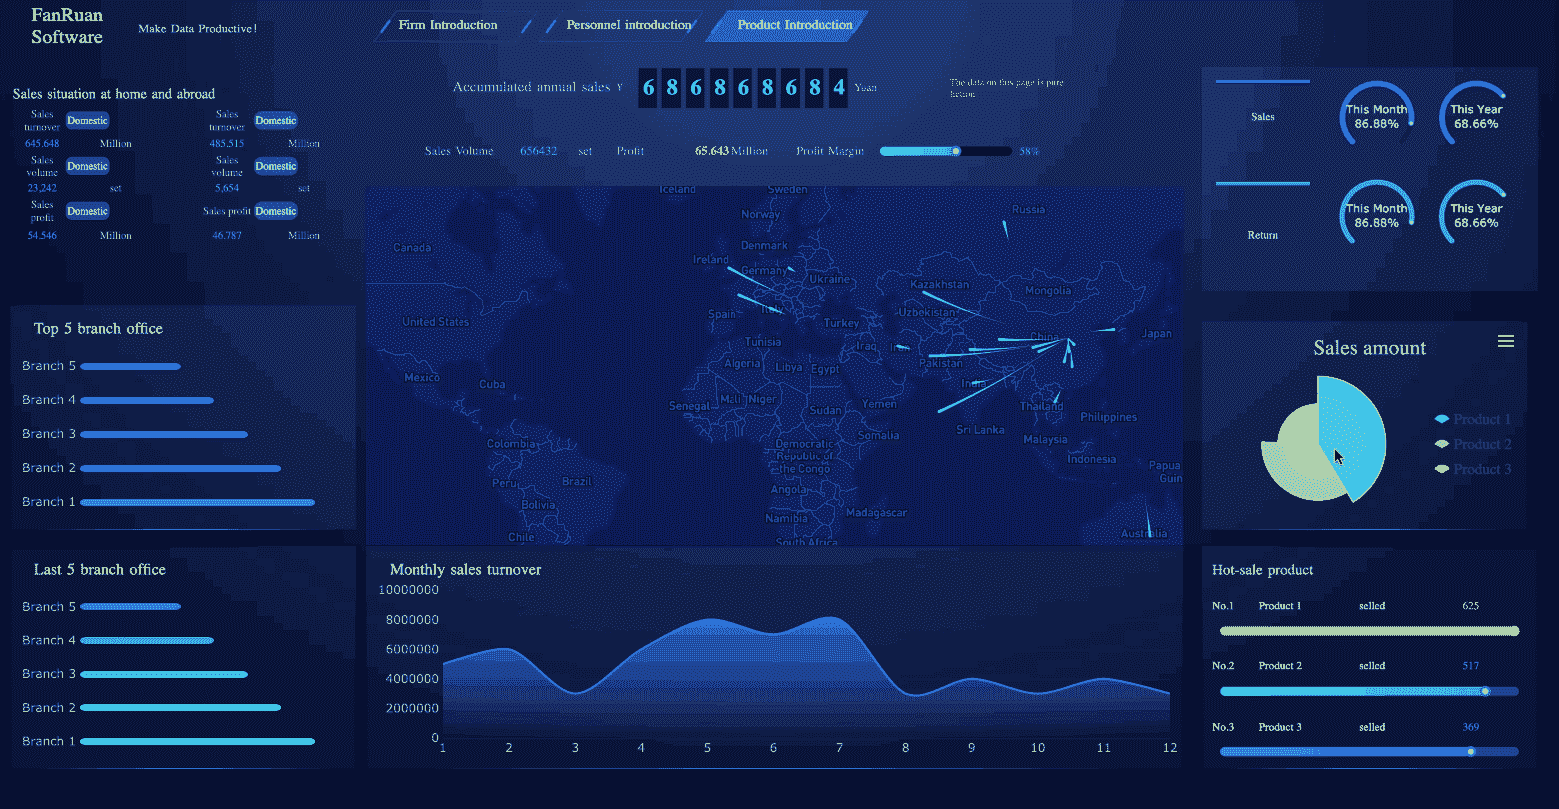 FanRuan
Software
Make Data Productive!
Firm Introduction
Personnel introduction
Product Introduction
Accumulated annual sales ¥ 686868684 Yuan
The data on this page is pure
fiction
Sales Volume 656432 set Profit 65.643 Million Profit Margin 58%
Sales situation at home and abroad
Sales
turnover
Domestic
645.648 Million
Sales
turnover
Domestic
485.515 Million
Sales
volume
Domestic
23,242 set
Sales
volume
Domestic
5,654 set
Sales
profit
Domestic
54.546 Million
Sales profit Domestic
46.787 Million
Sales
This Month
86.88%
This Year
68.66%
Return
This Month
86.88%
This Year
68.66%
Top 5 branch office
Branch 5
Branch 4
Branch 3
Branch 2
Branch 1
Iceland
Sweden
Norway
Russia
Canada
Denmark
Ireland
Germany
Ukraine
Kazakhstan
Mongolia
United States
Spain
Italy
Turkey
Uzbekistan
China
Japan
Tunisia
Iraq
Iran
Algeria
Libya
Egypt
Pakistan
Mexico
Cuba
India
Senegal
Mali
Niger
Sudan
Yemen
Thailand
Philippines
Colombia
Democratic
Republic of
the Congo
Somalia
Sri Lanka
Malaysia
Indonesia
Papua
Guin
Peru
Brazil
Angola
Bolivia
Namibia
Madagascar
Chile
South Africa
Australia
Sales amount
Product 1
Product 2
Product 3
Last 5 branch office
Branch 5
Branch 4
Branch 3
Branch 2
Branch 1
Monthly sales turnover
10000000
8000000
6000000
4000000
2000000
0
1 2 3 4 5 6 7 8 9 10 11 12
Hot-sale product
No.1 Product 1 selled 625
No.2 Product 2 selled 517
No.3 Product 3 selled 369